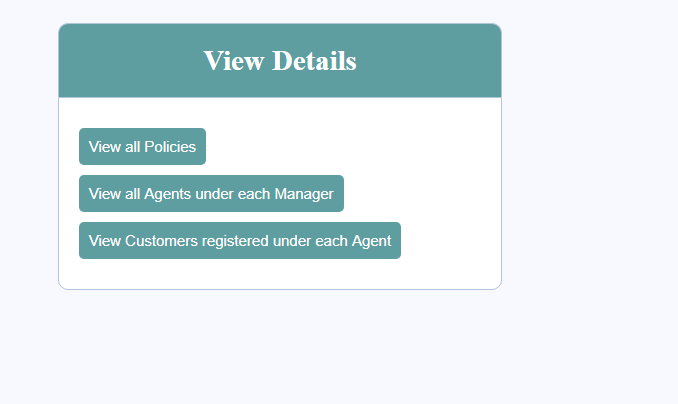 View Details
View all Policies
View all Agents under each Manager
View Customers registered under each Agent